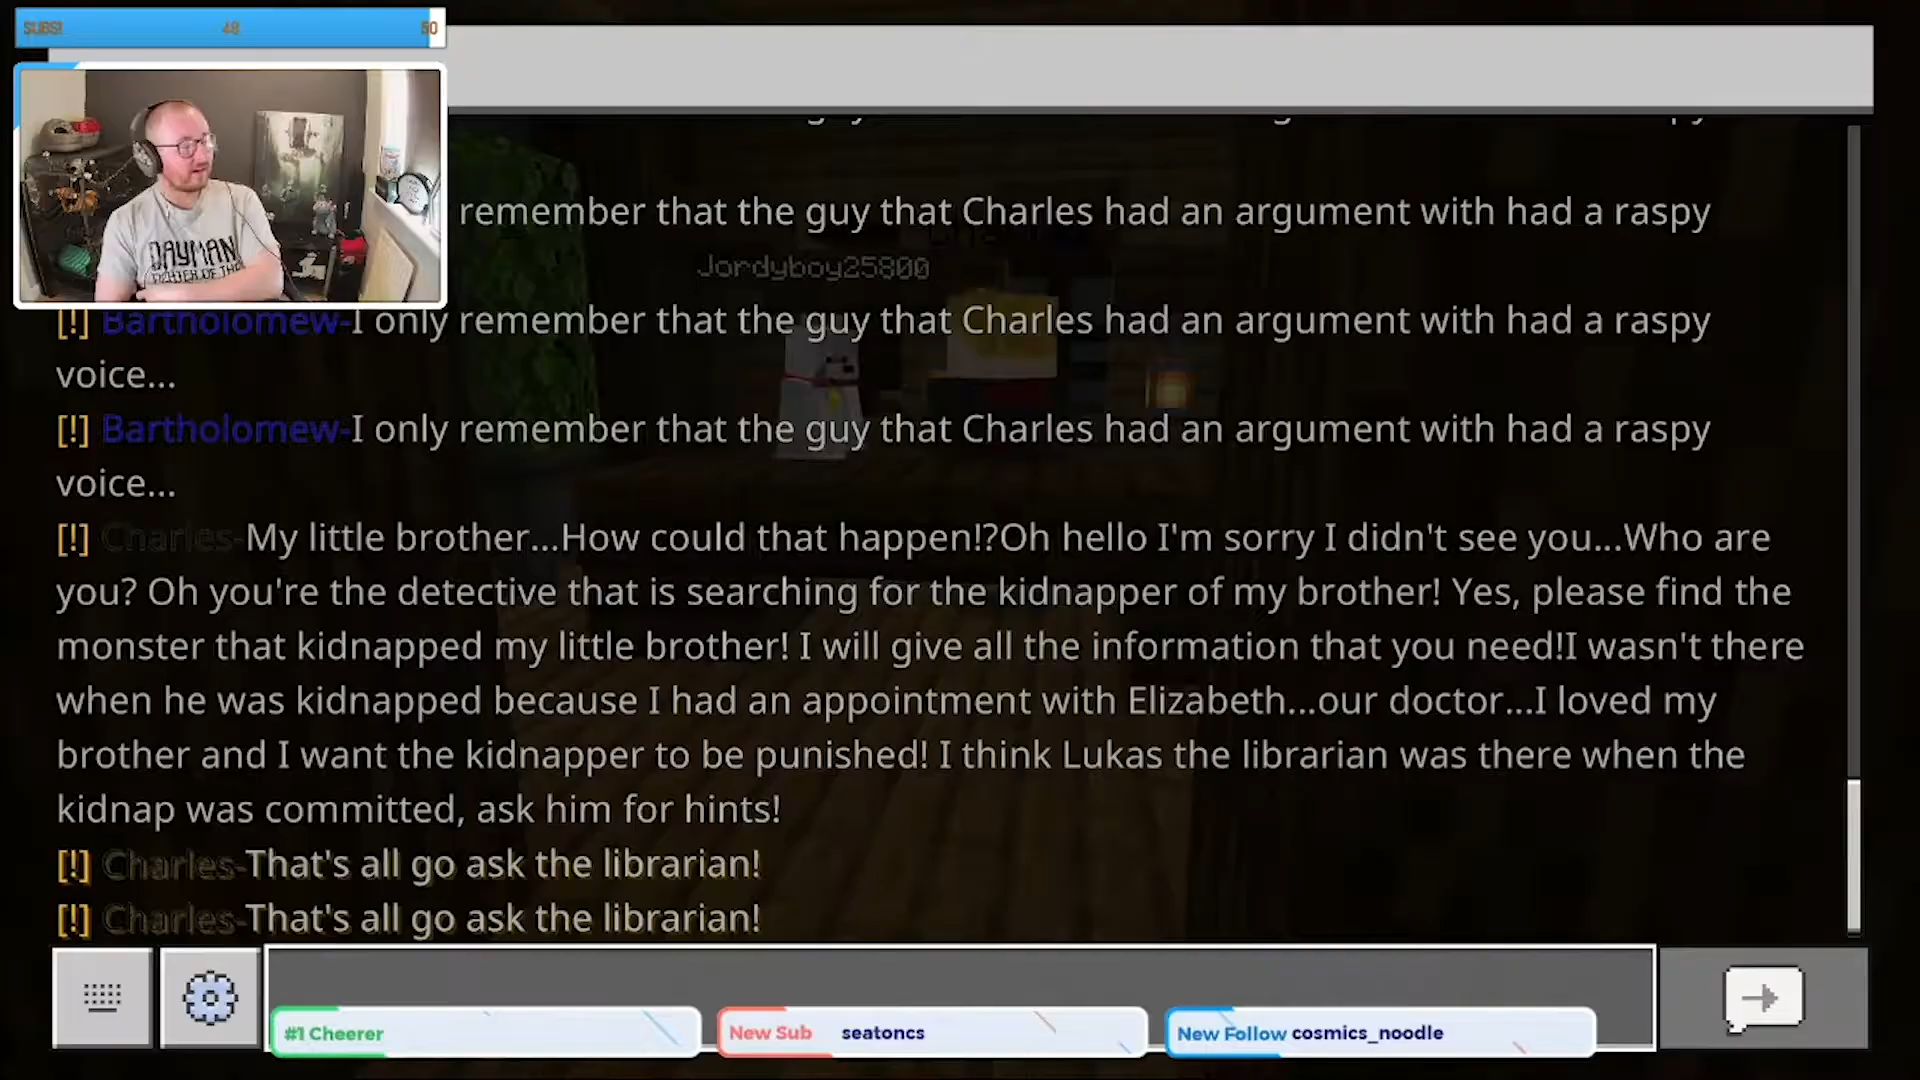 SUBS! 48 50
DAYMAN
remember that the guy that Charles had an argument with had a raspy
Jordyboy25800
[!] Bartholomew-I only remember that the guy that Charles had an argument with had a raspy
voice...
[!] Bartholomew-I only remember that the guy that Charles had an argument with had a raspy
voice...
[!] Charles-My little brother...How could that happen!?Oh hello I'm sorry I didn't see you...Who are
you? Oh you're the detective that is searching for the kidnapper of my brother! Yes, please find the
monster that kidnapped my little brother! I will give all the information that you need!I wasn't there
when he was kidnapped because I had an appointment with Elizabeth...our doctor...I loved my
brother and I want the kidnapper to be punished! I think Lukas the librarian was there when the
kidnap was committed, ask him for hints!
[!] Charles-That's all go ask the librarian!
[!] Charles-That's all go ask the librarian!
#1 Cheerer
New Sub seatoncs
New Follow cosmics_noodle